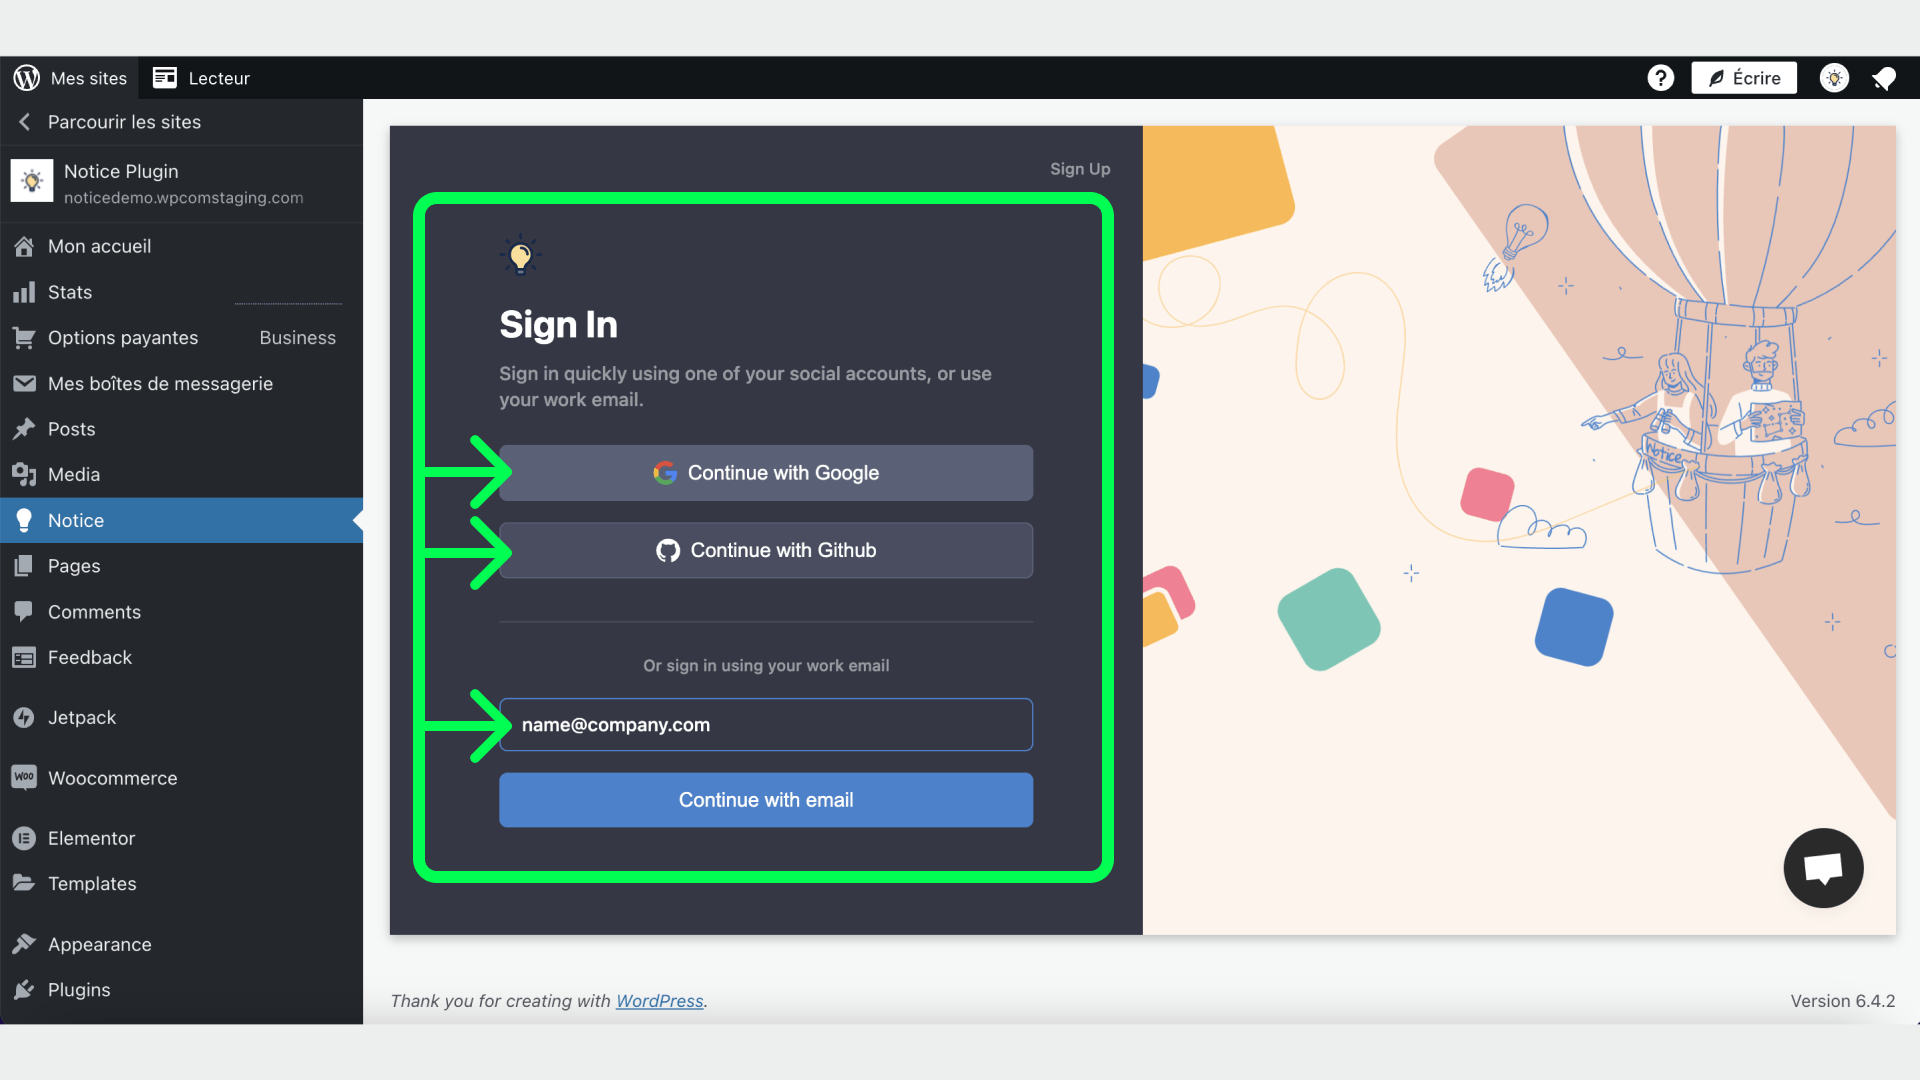 Mes sites
Lecteur
Écrire
Parcourir les sites
Notice Plugin
noticedemo.wpcomstaging.com
Mon accueil
Stats
Options payantes Business
Mes boîtes de messagerie
Posts
Media
Notice
Pages
Comments
Feedback
Jetpack
Woo Woocommerce
Elementor
Templates
Appearance
Plugins
Sign Up
Sign In
Sign in quickly using one of your social accounts, or use
your work email.
Continue with Google
Continue with Github
Or sign in using your work email
name@company.com
Continue with email
Notice
Thank you for creating with WordPress.
Version 6.4.2